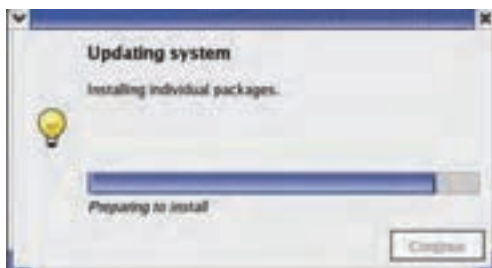 Updating system
Installing individual packages.
Preparing to install
Continue